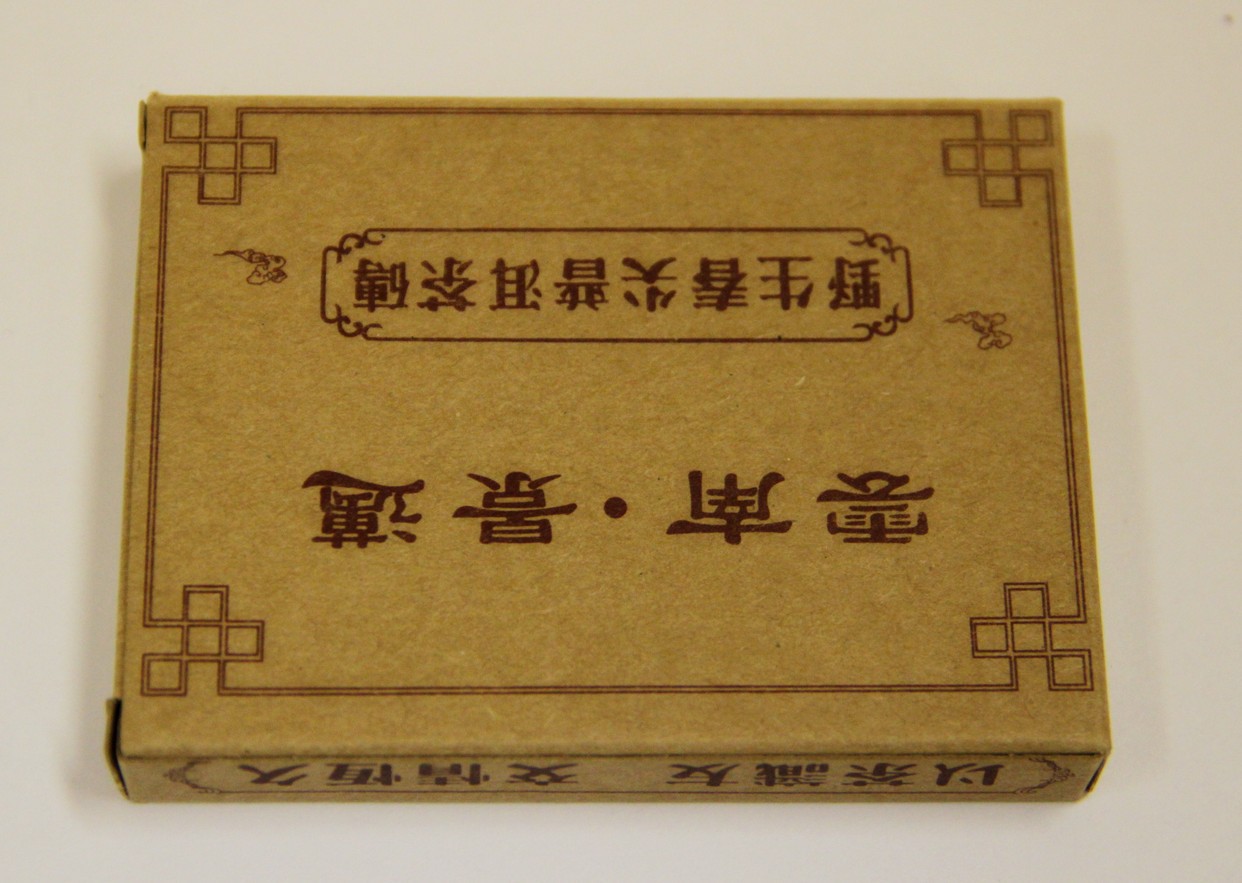 以茶識友 交情恆久
雲南·景邁
野生春尖普洱茶磚